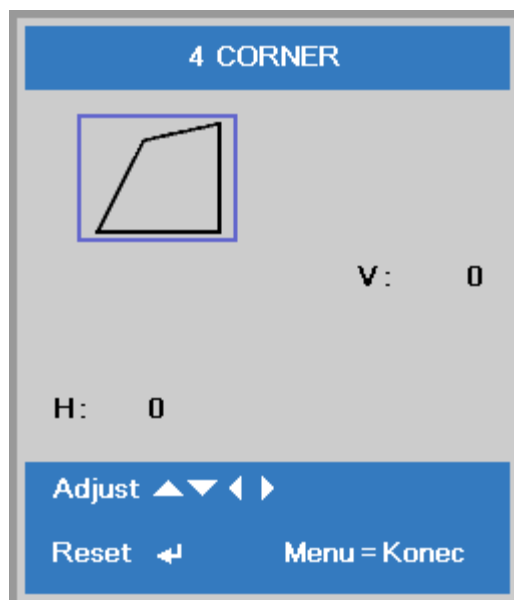 4 CORNER
V: 0
H: 0
Adjust ▲▼◀▶
Reset ↵ Menu = Konec